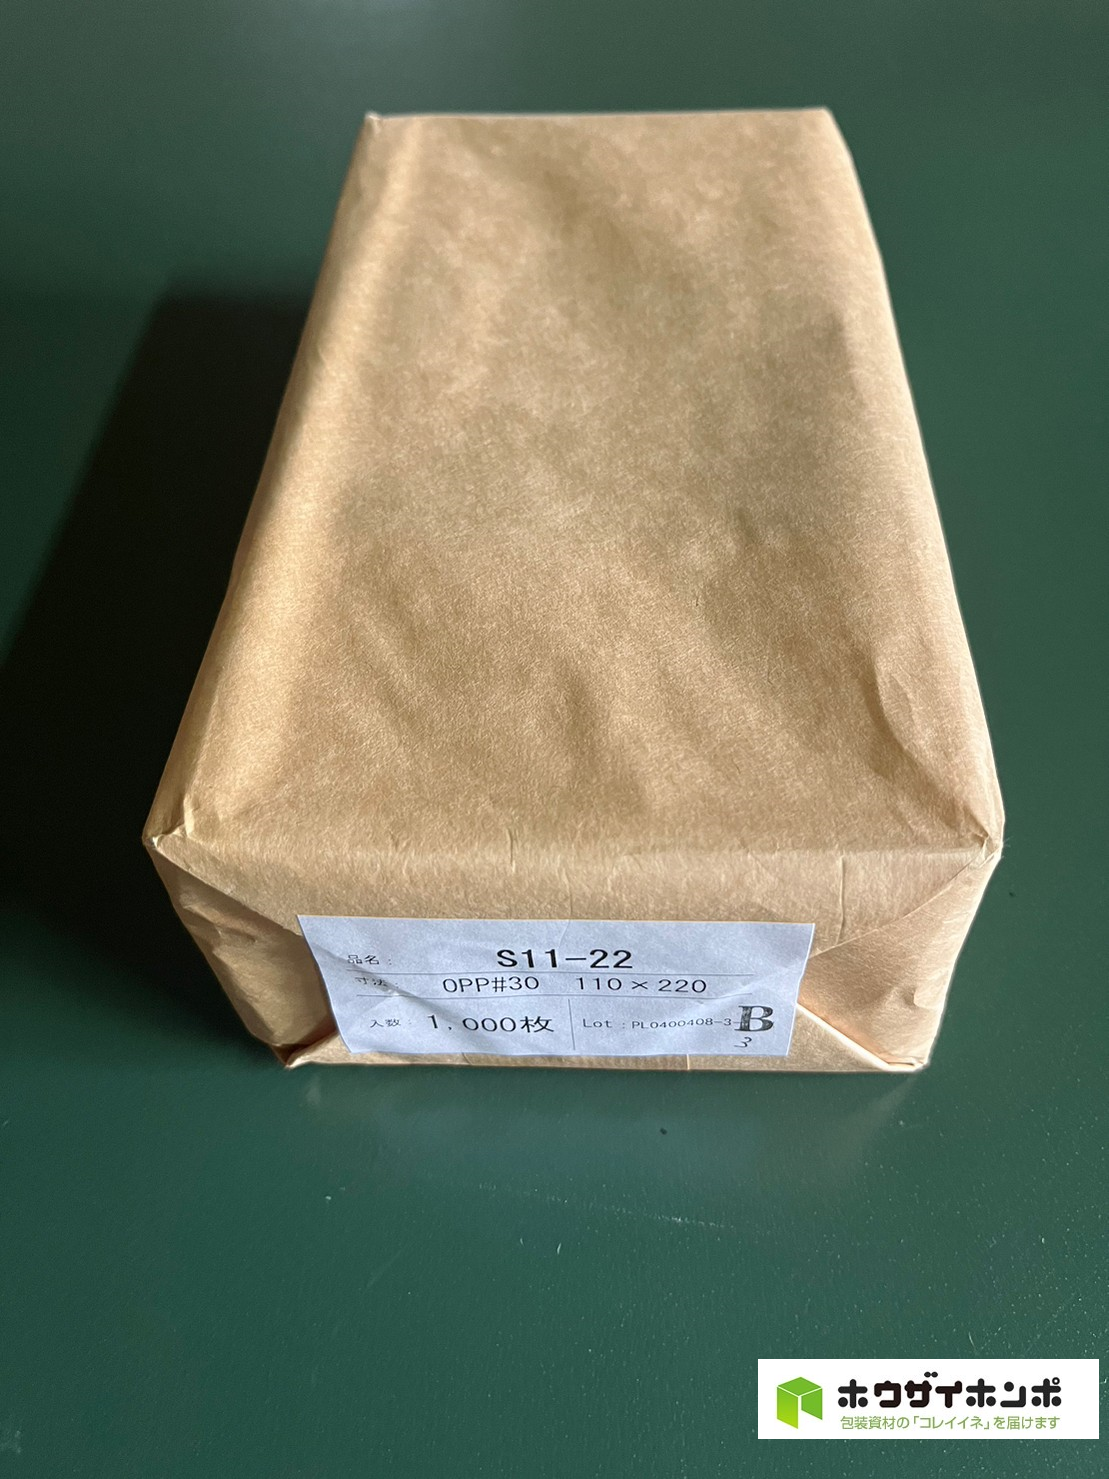 品名: S11-22
寸法: OPP#30 110×220
入数: 1,000枚 Lot:PL0400408-3-B
3
ホウザイホンポ
包装資材の「コレイイネ」を届けます